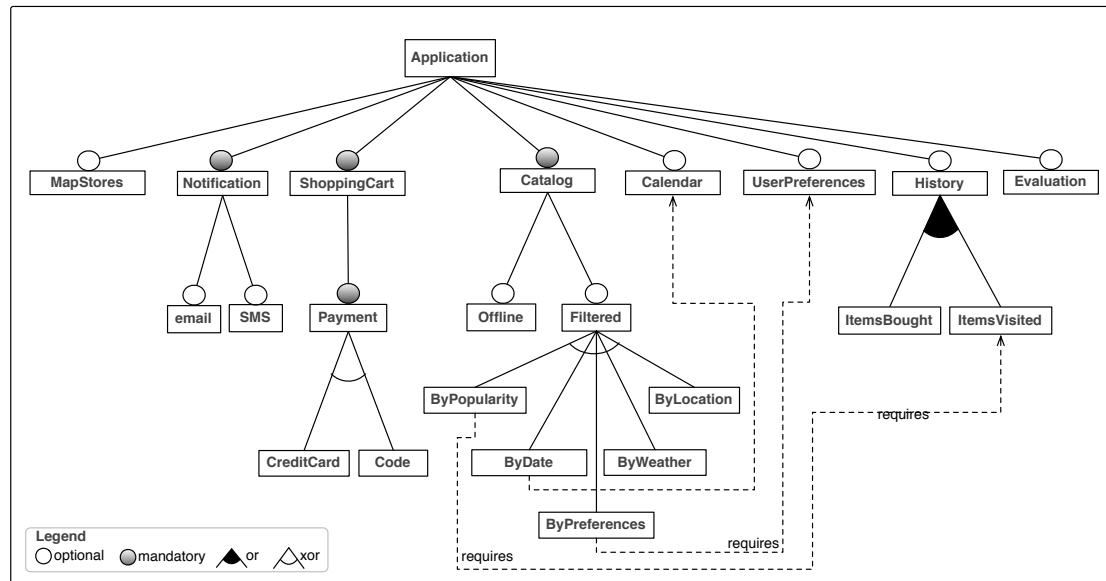 Application
MapStores
Notification
ShoppingCart
Catalog
Calendar
UserPreferences
History
Evaluation
email
SMS
Payment
Offline
Filtered
ItemsBought
ItemsVisited
ByPopularity
ByLocation
requires
CreditCard
Code
ByDate
ByWeather
ByPreferences
requires
requires
Legend
optional
mandatory
or
xor